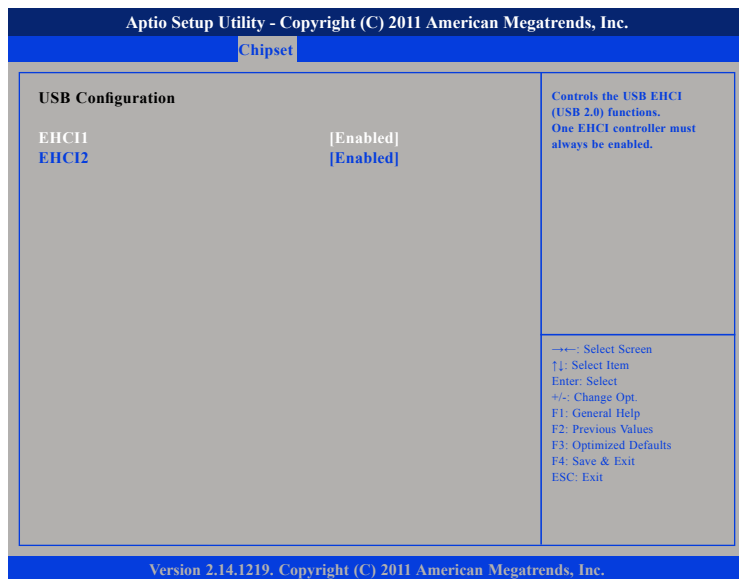 Aptio Setup Utility - Copyright (C) 2011 American Megatrends, Inc.
Chipset
USB Configuration
EHCI1 [Enabled]
EHCI2 [Enabled]
Controls the USB EHCI
(USB 2.0) functions.
One EHCI controller must
always be enabled.
→←: Select Screen
↑↓: Select Item
Enter: Select
+/-: Change Opt.
F1: General Help
F2: Previous Values
F3: Optimized Defaults
F4: Save & Exit
ESC: Exit
Version 2.14.1219. Copyright (C) 2011 American Megatrends, Inc.